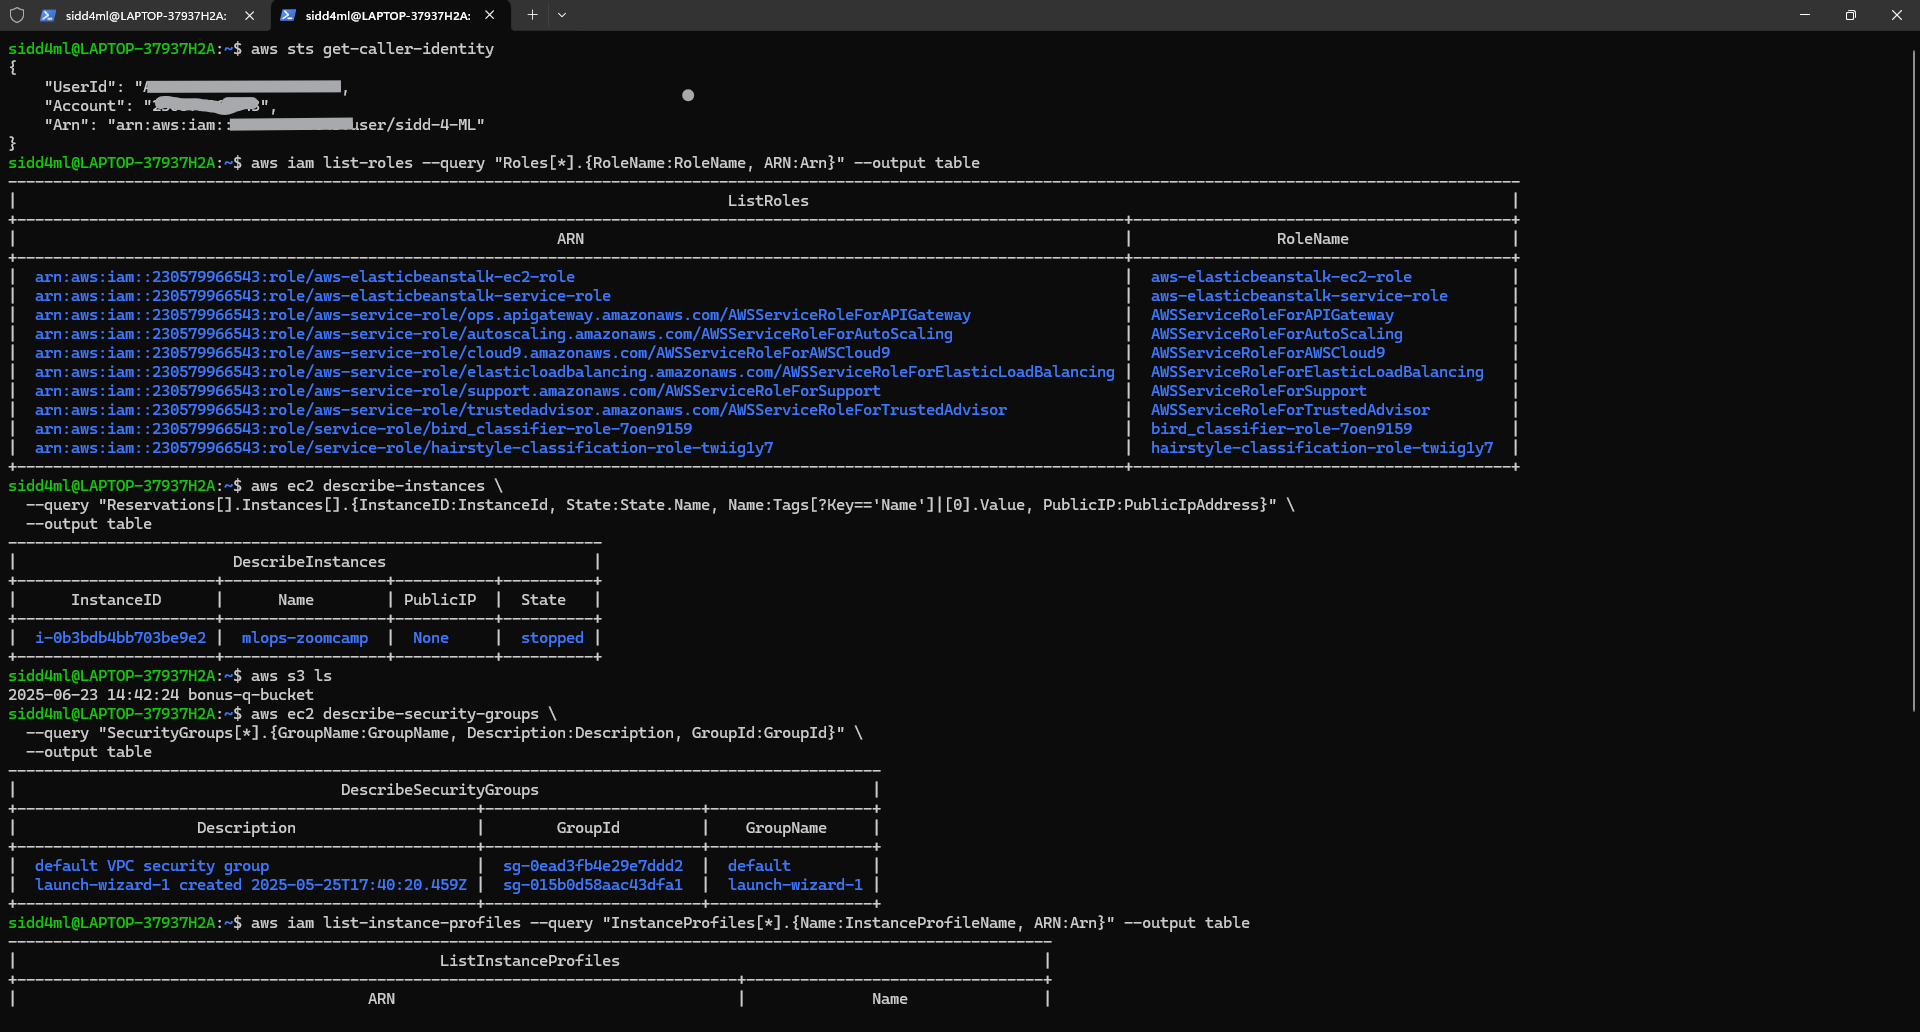 sidd4ml@LAPTOP-37937H2A:
sidd4ml@LAPTOP-37937H2A:
sidd4ml@LAPTOP-37937H2A:~$ aws sts get-caller-identity
{
"UserId": "A ,
"Account": " ",
"Arn": "arn:aws:iam: user/sidd-4-ML"
}
sidd4ml@LAPTOP-37937H2A:~$ aws iam list-roles --query "Roles[*].{RoleName:RoleName, ARN:Arn}" --output table
ListRoles
ARN | RoleName
arn:aws:iam::230579966543:role/aws-elasticbeanstalk-ec2-role | aws-elasticbeanstalk-ec2-role
arn:aws:iam::230579966543:role/aws-elasticbeanstalk-service-role | aws-elasticbeanstalk-service-role
arn:aws:iam::230579966543:role/aws-service-role/ops.apigateway.amazonaws.com/AWSServiceRoleForAPIGateway | AWSServiceRoleForAPIGateway
arn:aws:iam::230579966543:role/aws-service-role/autoscaling.amazonaws.com/AWSServiceRoleForAutoScaling | AWSServiceRoleForAutoScaling
arn:aws:iam::230579966543:role/aws-service-role/cloud9.amazonaws.com/AWSServiceRoleForAWSCloud9 | AWSServiceRoleForAWSCloud9
arn:aws:iam::230579966543:role/aws-service-role/elasticloadbalancing.amazonaws.com/AWSServiceRoleForElasticLoadBalancing | AWSServiceRoleForElasticLoadBalancing
arn:aws:iam::230579966543:role/aws-service-role/support.amazonaws.com/AWSServiceRoleForSupport | AWSServiceRoleForSupport
arn:aws:iam::230579966543:role/aws-service-role/trustedadvisor.amazonaws.com/AWSServiceRoleForTrustedAdvisor | AWSServiceRoleForTrustedAdvisor
arn:aws:iam::230579966543:role/service-role/bird_classifier-role-7oen9159 | bird_classifier-role-7oen9159
arn:aws:iam::230579966543:role/service-role/hairstyle-classification-role-twiig1y7 | hairstyle-classification-role-twiig1y7
sidd4ml@LAPTOP-37937H2A:~$ aws ec2 describe-instances \
--query "Reservations[].Instances[].{InstanceID:InstanceId, State:State.Name, Name:Tags[?Key=='Name']|[0].Value, PublicIP:PublicIpAddress}" \
--output table
DescribeInstances
InstanceID | Name | PublicIP | State
i-0b3bdb4bb703be9e2 | mlops-zoomcamp | None | stopped
sidd4ml@LAPTOP-37937H2A:~$ aws s3 ls
2025-06-23 14:42:24 bonus-q-bucket
sidd4ml@LAPTOP-37937H2A:~$ aws ec2 describe-security-groups \
--query "SecurityGroups[*].{GroupName:GroupName, Description:Description, GroupId:GroupId}" \
--output table
DescribeSecurityGroups
Description | GroupId | GroupName
default VPC security group | sg-0ead3fb4e29e7ddd2 | default
launch-wizard-1 created 2025-05-25T17:40:20.459Z | sg-015b0d58aac43dfa1 | launch-wizard-1
sidd4ml@LAPTOP-37937H2A:~$ aws iam list-instance-profiles --query "InstanceProfiles[*].{Name:InstanceProfileName, ARN:Arn}" --output table
ListInstanceProfiles
ARN | Name